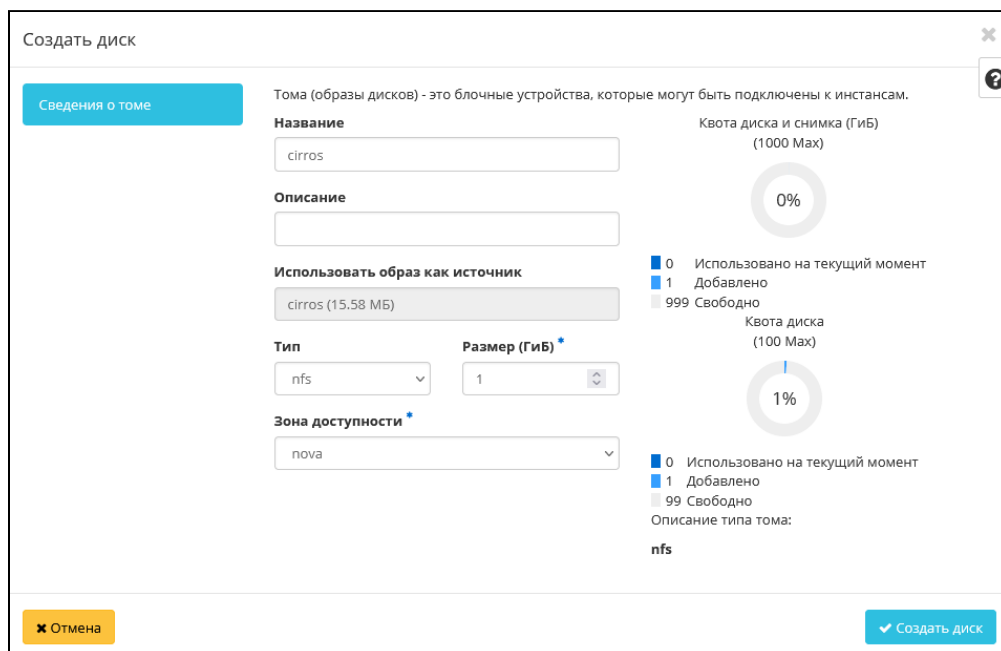 Создать диск
Сведения о томе
Тома (образы дисков) - это блочные устройства, которые могут быть подключены к инстансам.
Название
cirros
Описание
Использовать образ как источник
cirros (15.58 МБ)
Тип
Размер (ГиБ) *
nfs
1
Зона доступности *
nova
Квота диска и снимка (ГиБ)
(1000 Max)
0%
0 Использовано на текущий момент
1 Добавлено
999 Свободно
Квота диска
(100 Max)
1%
0 Использовано на текущий момент
1 Добавлено
99 Свободно
Описание типа тома:
nfs
Отмена
Создать диск